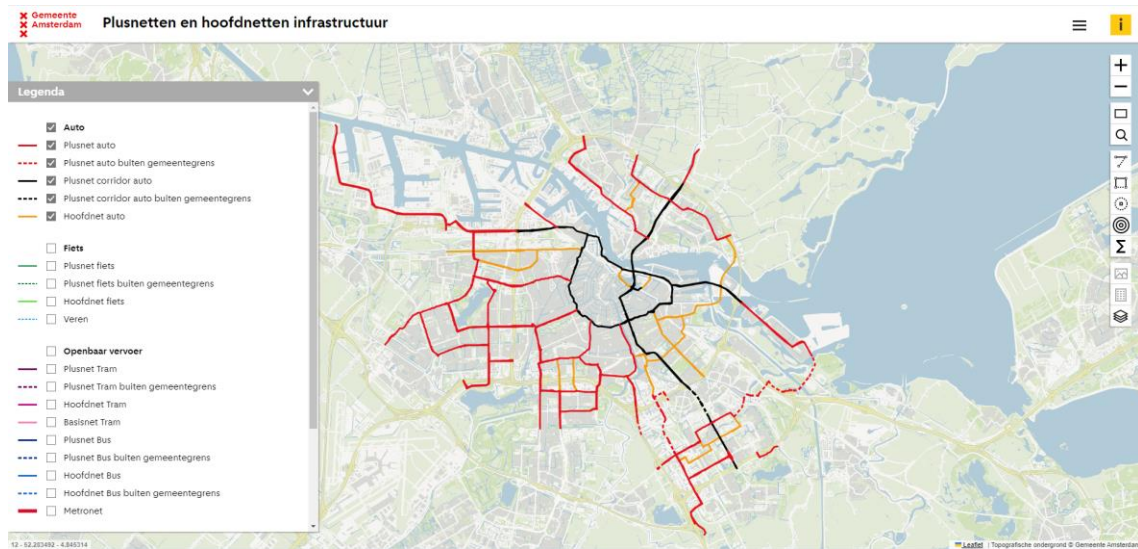 Gemeente
Amsterdam
Plusnetten en hoofdnetten infrastructuur
i
Legenda
Auto
Plusnet auto
Plusnet auto buiten gemeentegrens
Plusnet corridor auto
Plusnet corridor auto buiten gemeentegrens
Hoofdnet auto
Fiets
Plusnet fiets
Plusnet fiets buiten gemeentegrens
Hoofdnet fiets
Veren
Openbaar vervoer
Plusnet Tram
Plusnet Tram buiten gemeentegrens
Hoofdnet Tram
Basisnet Tram
Plusnet Bus
Plusnet Bus buiten gemeentegrens
Hoofdnet Bus
Hoofdnet Bus buiten gemeentegrens
Metronet
12 - 52.283492 - 4.846314
Leaflet | Topografische ondergrond © Gemeente Amsterdam